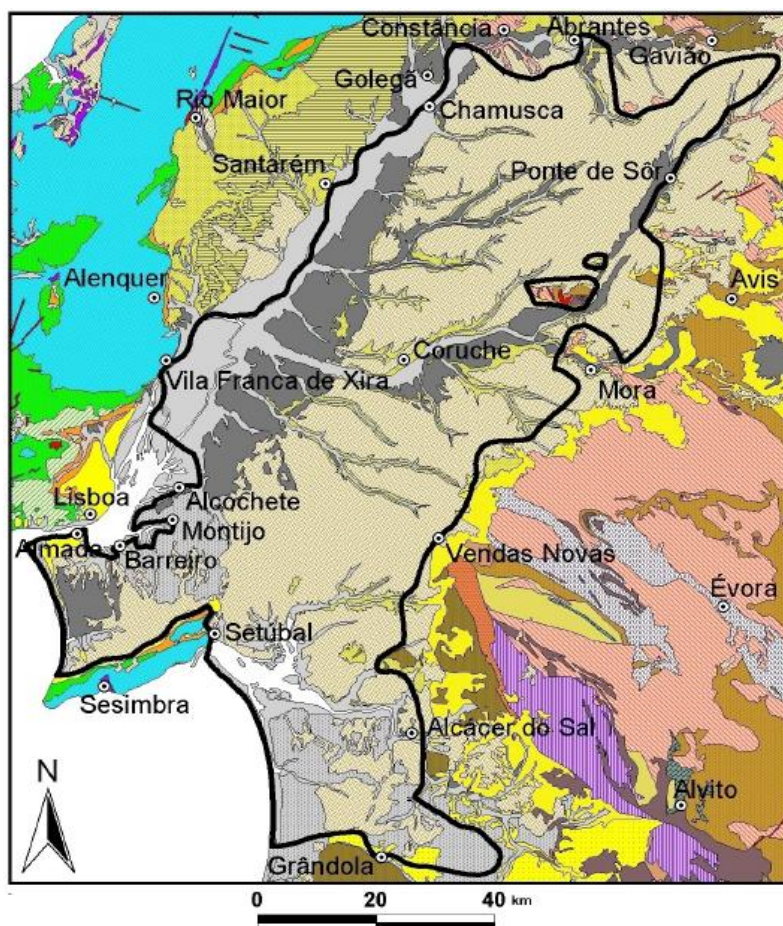 Constância
Abrantes
Gavião
Golegã
Rio Maior
Chamusca
Santarém
Ponte de Sôr
Alenquer
Avis
Coruche
Vila Franca de Xira
Mora
Lisboa
Alcochete
Montijo
Almada
Barreiro
Vendas Novas
Évora
Setúbal
Sesimbra
Alcácer do Sal
N
Alvito
Grândola
0 20 40 km